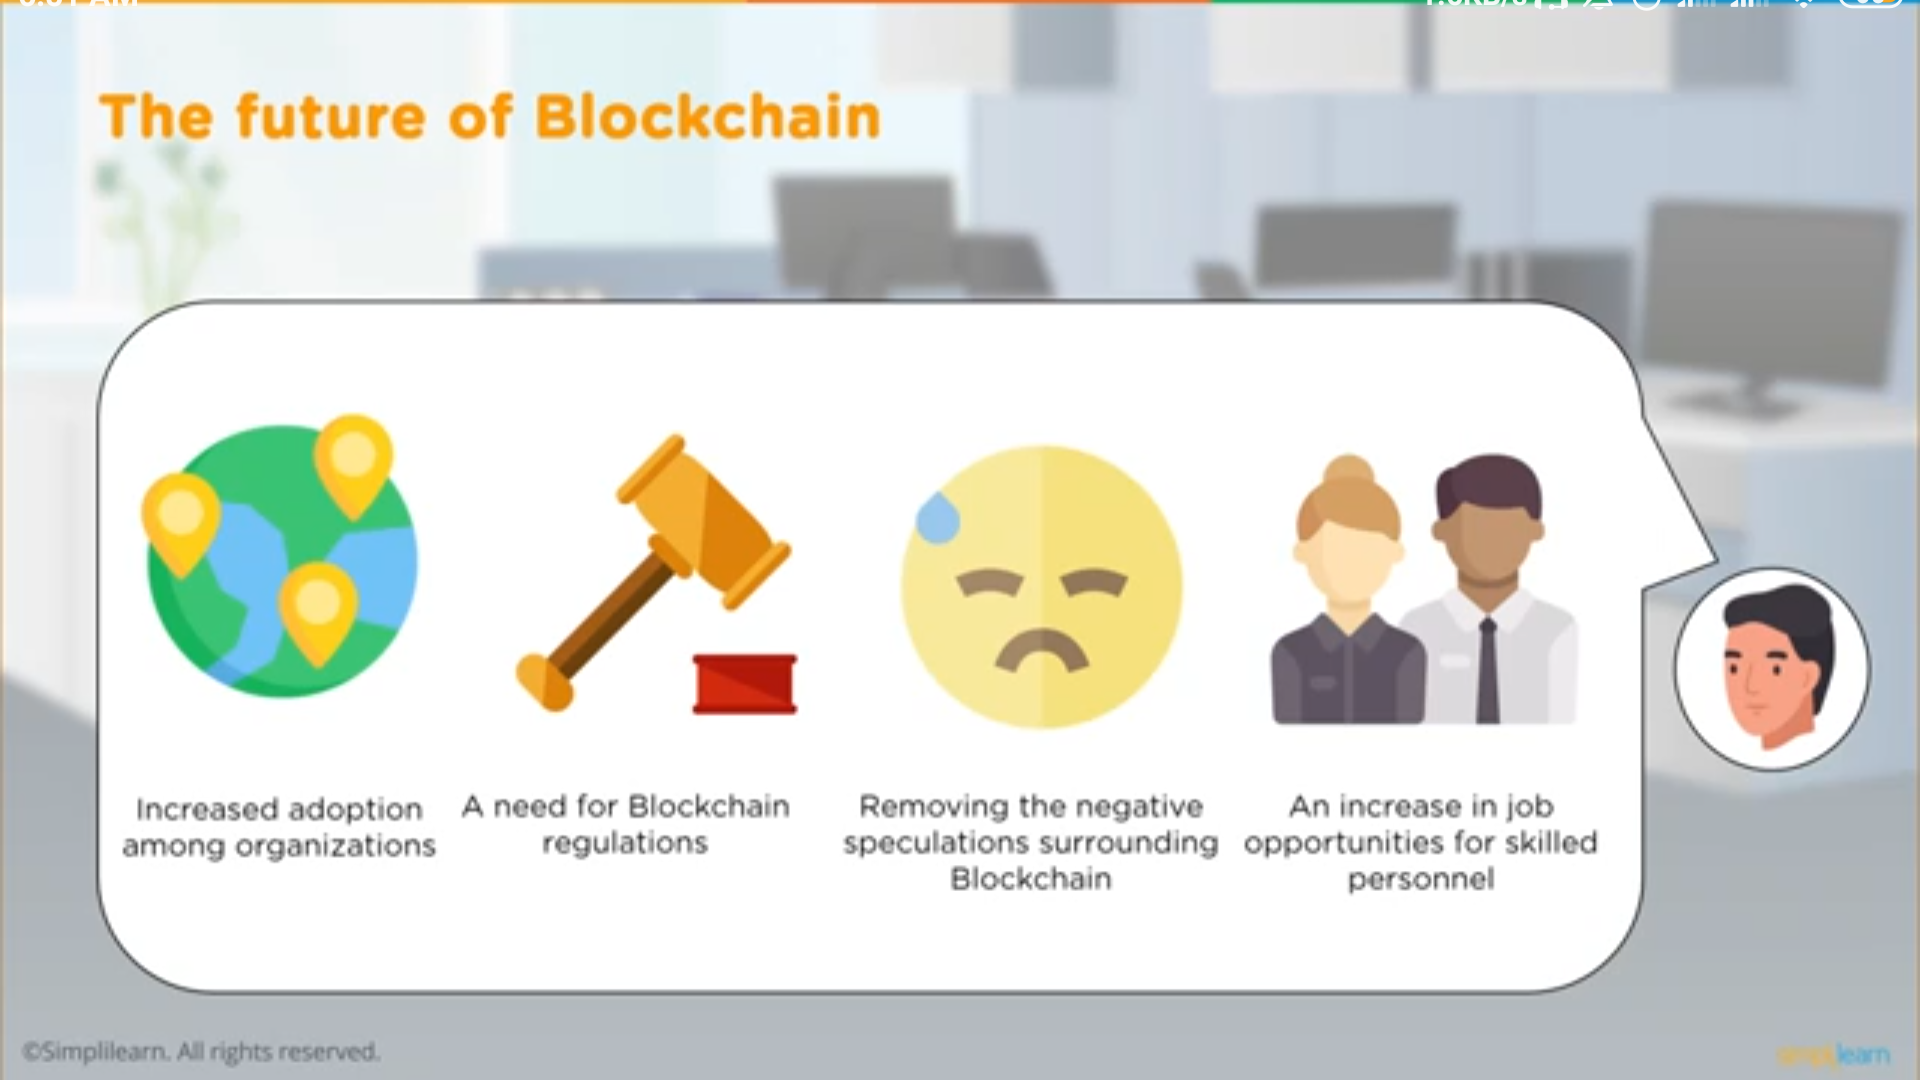 The future of Blockchain
Increased adoption
among organizations
A need for Blockchain
regulations
Removing the negative
speculations surrounding
Blockchain
An increase in job
opportunities for skilled
personnel
©Simplilearn. All rights reserved.
simplilearn